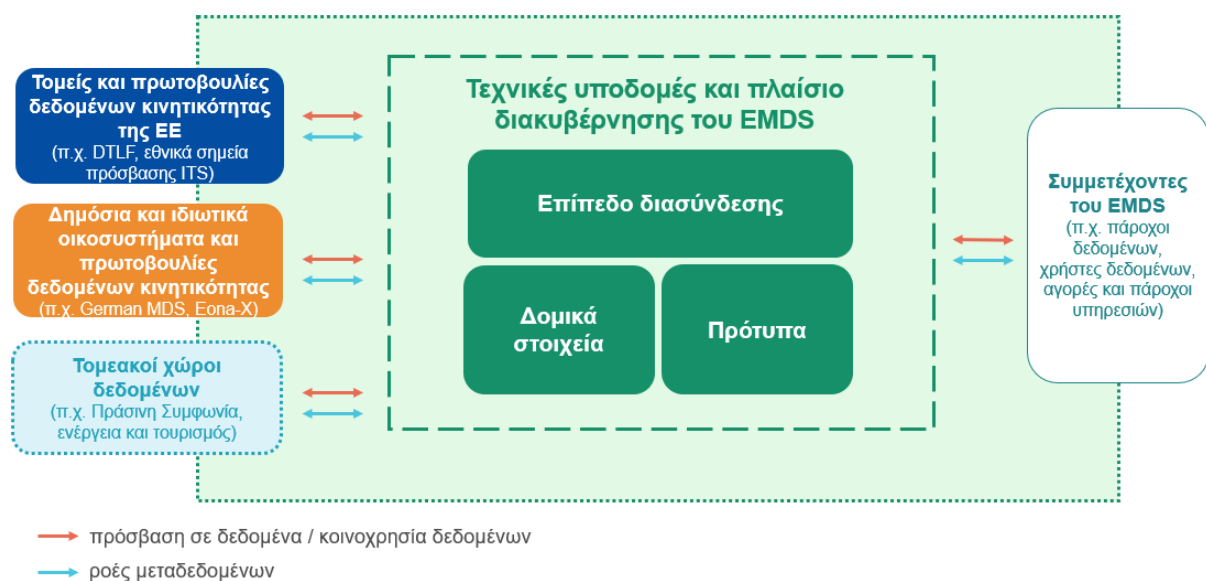 Τομείς και πρωτοβουλίες
δεδομένων κινητικότητας
της ΕΕ
(π.χ. DTLF, εθνικά σημεία
πρόσβασης ITS)
Δημόσια και ιδιωτικά
οικοσυστήματα και
πρωτοβουλίες
δεδομένων κινητικότητας
(π.χ. German MDS, Eona-X)
Τομεακοί χώροι
δεδομένων
(π.χ. Πράσινη Συμφωνία,
ενέργεια και τουρισμός)
Τεχνικές υποδομές και πλαίσιο
διακυβέρνησης του EMDS
Επίπεδο διασύνδεσης
Δομικά
στοιχεία
Πρότυπα
Συμμετέχοντες
του EMDS
(π.χ. πάροχοι
δεδομένων,
χρήστες δεδομένων,
αγορές και πάροχοι
υπηρεσιών)
πρόσβαση σε δεδομένα / κοινοχρησία δεδομένων
ροές μεταδεδομένων